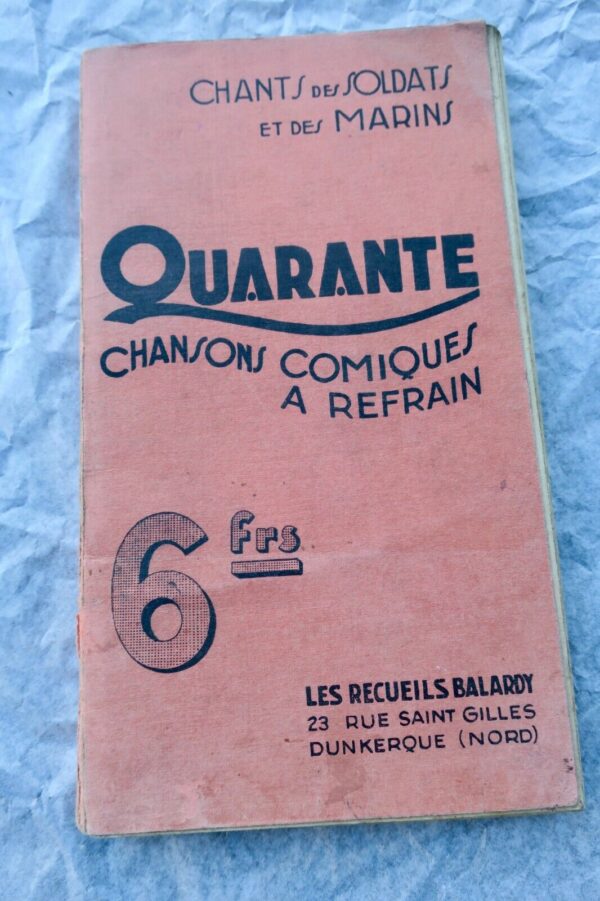 CHANTS DES SOLDATS
ET DES MARINS
QUARANTE
CHANSONS COMIQUES
A REFRAIN
6 frs
LES RECUEILS BALARDY
23 RUE SAINT GILLES
DUNKERQUE (NORD)